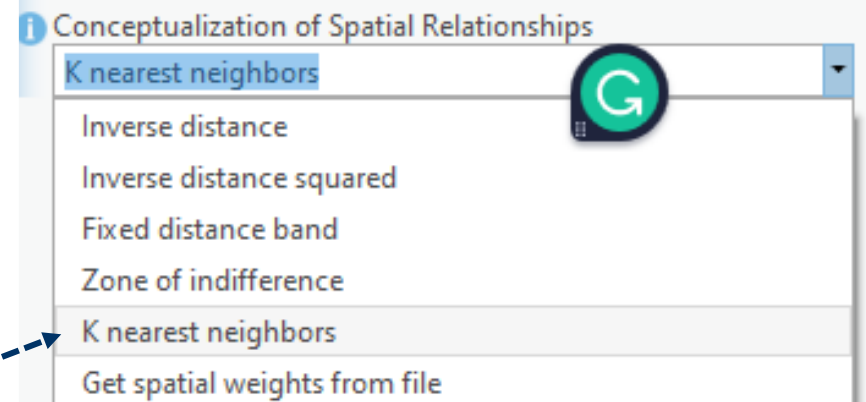 Conceptualization of Spatial Relationships
K nearest neighbors
Inverse distance
Inverse distance squared
Fixed distance band
Zone of indifference
K nearest neighbors
Get spatial weights from file